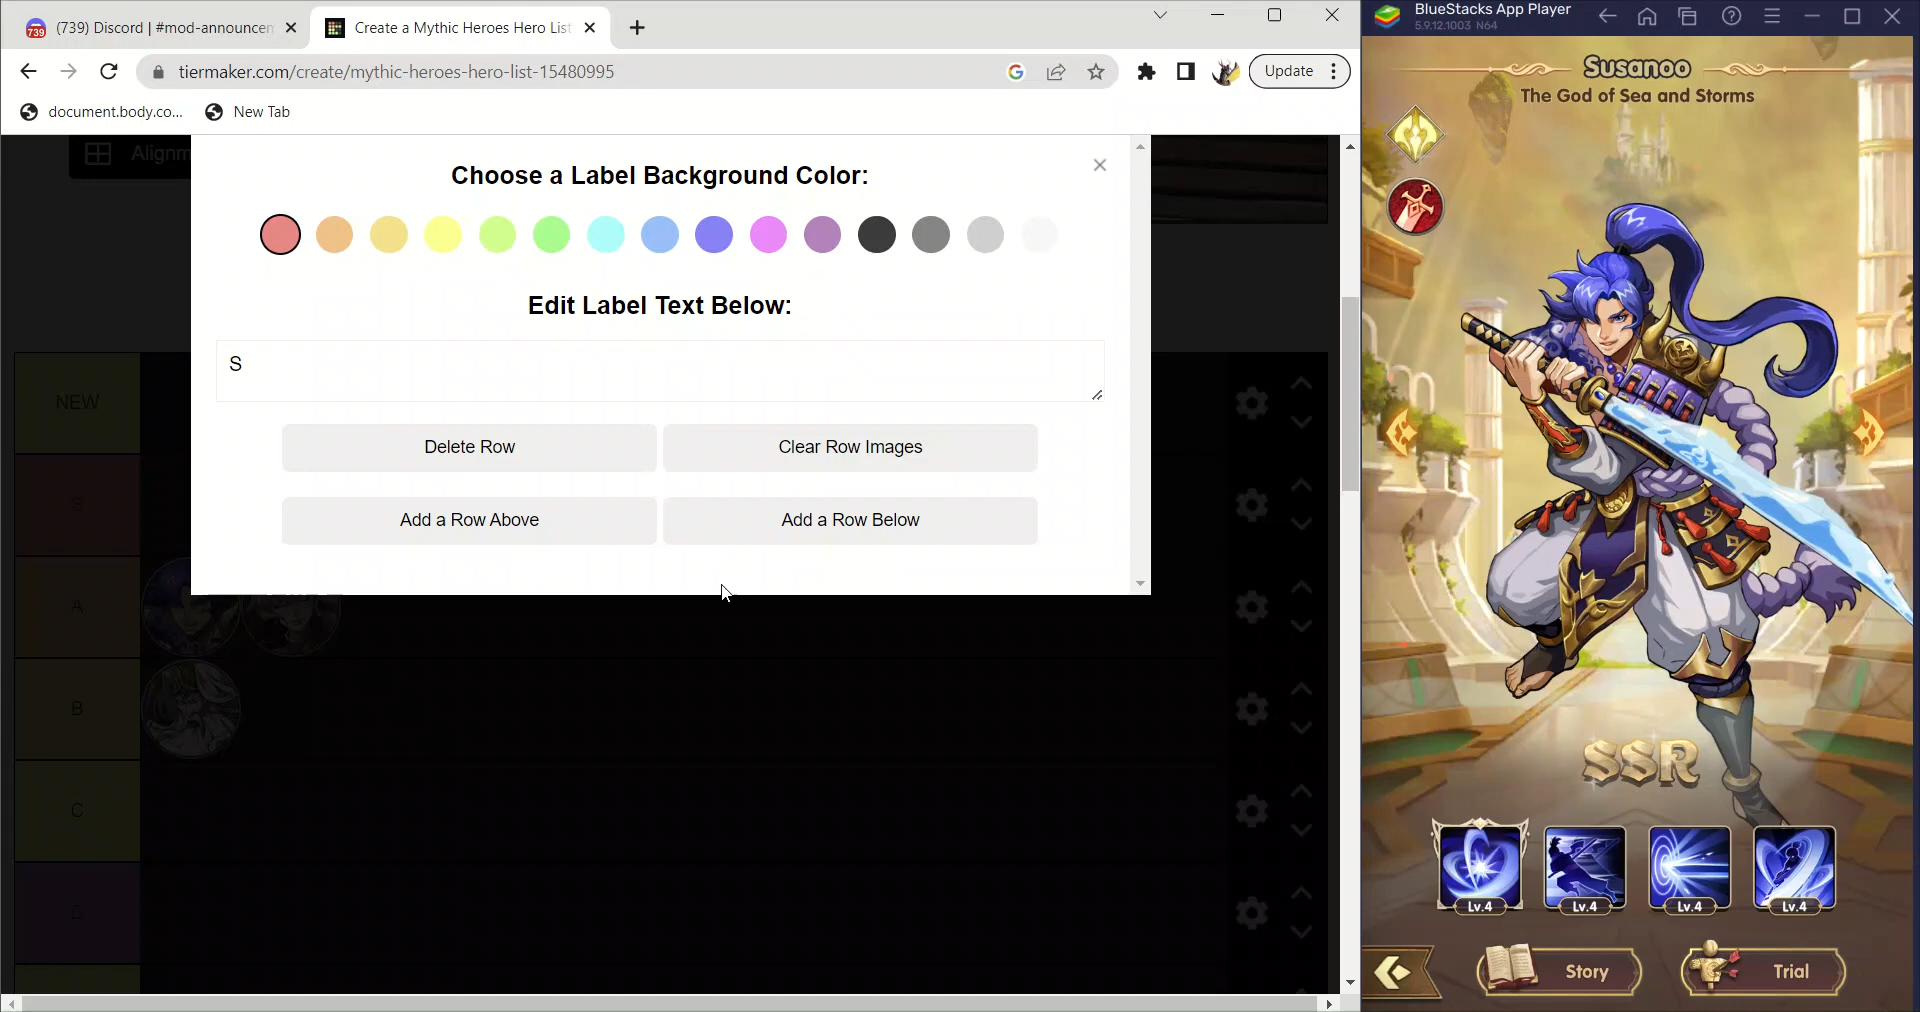 (739) Discord | #mod-announcem
Create a Mythic Heroes Hero List
739
tiermaker.com/create/mythic-heroes-hero-list-15480995
Update
document.body.co...
New Tab
Alignm
Choose a Label Background Color:
Edit Label Text Below:
S
Delete Row
Clear Row Images
Add a Row Above
Add a Row Below
NEW
S
A
B
C
BlueStacks App Player
5.9.12.1003 N64
Susanoo
The God of Sea and Storms
SSR
Lv.4
Lv.4
Lv.4
Lv.4
Story
Trial